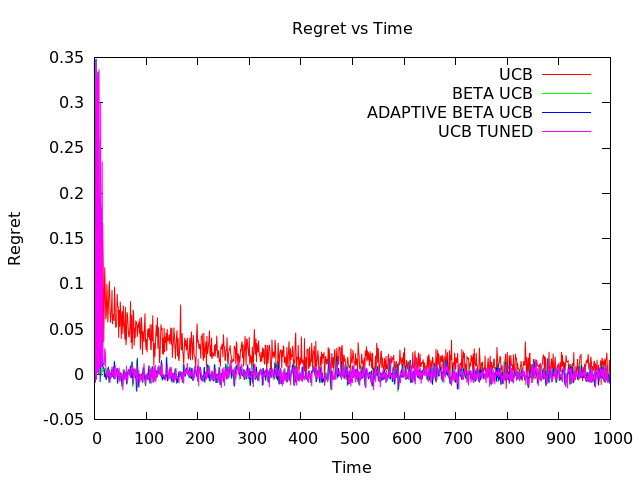 Regret vs Time
0.35
0.3
0.25
0.2
0.15
0.1
0.05
0
-0.05
Regret
UCB
BETA UCB
ADAPTIVE BETA UCB
UCB TUNED
0 100 200 300 400 500 600 700 800 900 1000
Time